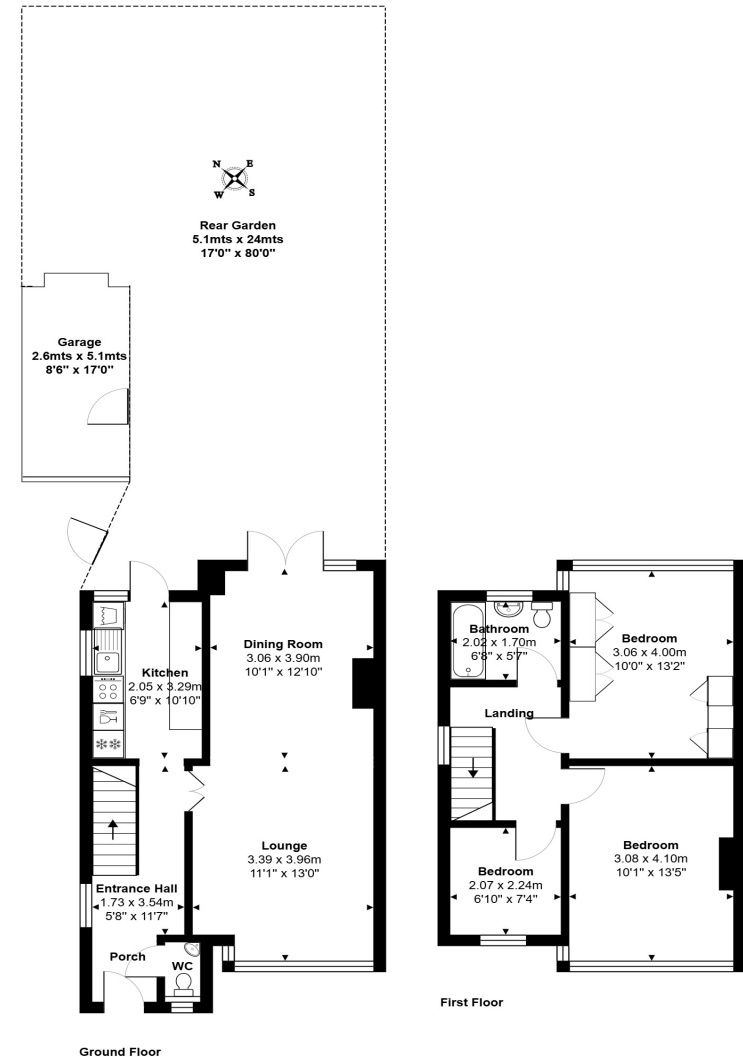 N E
W S
Rear Garden
5.1mts x 24mts
17'0" x 80'0"
Garage
2.6mts x 5.1mts
8'6" x 17'0"
Kitchen
2.05 x 3.29m
6'9" x 10'10"
Dining Room
3.06 x 3.90m
10'1" x 12'10"
Lounge
3.39 x 3.96m
11'1" x 13'0"
Entrance Hall
1.73 x 3.54m
5'8" x 11'7"
Porch
WC
Ground Floor
Bathroom
2.02 x 1.70m
6'8" x 5'7"
Bedroom
3.06 x 4.00m
10'0" x 13'2"
Landing
Bedroom
2.07 x 2.24m
6'10" x 7'4"
Bedroom
3.08 x 4.10m
10'1" x 13'5"
First Floor